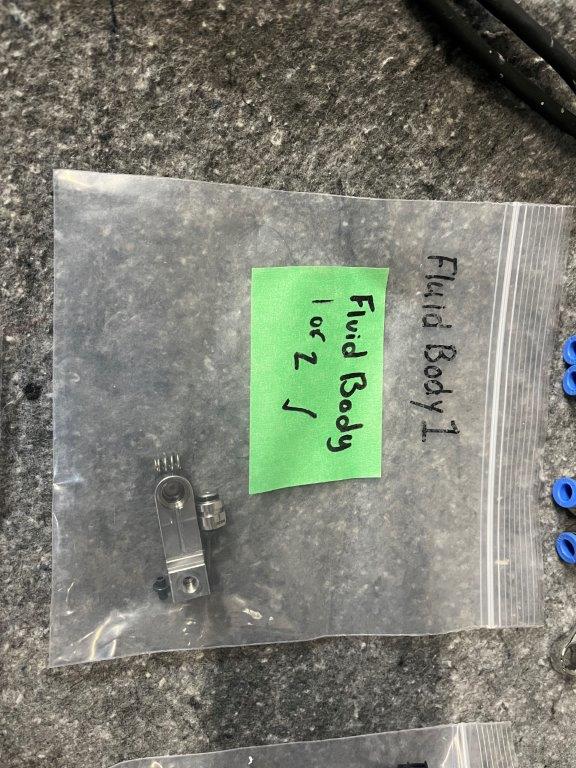 Fluid Body 1
Fluid Body
1 of 2 ✓